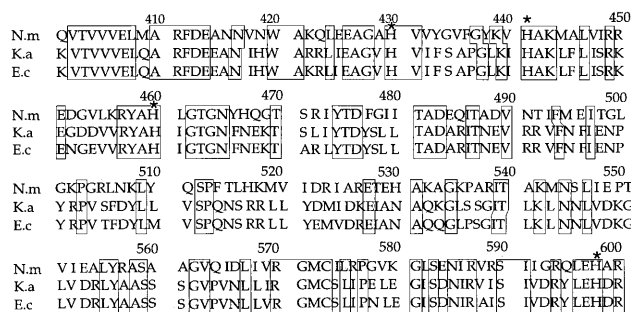 410 420 430 * 440 * 450
N.m QVTVVVELMA RFDEANNVNW AKQLEEAGAH VVYGVFGYKV HAKMALVIRR
K.a KVTVVVELQA RFDEEANIHW ARRLIEAGVH VIFSAPGLKI HAKLFLISRK
E.c KVTVVVELQA RFDEEANIHW AKRLIEAGVH VIFSAPGLKI HAKLFLISRK
460 * 470 480 490 500
N.m EDGVLKRYAH LGTGNYHQGT SRIYTDFGII TADEQITADV NTIFMEITGL
K.a EGDDVVRYAH IGTGNFNEKT SLIYTDYSLL TADARITNEV RRVFNFIENP
E.c ENGEVVRYAH IGTGNFNEKT ARLYTDYSLL TADARITNEV RRVFNFIENP
510 520 530 540 550
N.m GKPGRLNKLY QSPFTLHKMV IDRIARETEH AKAGKPARIT AKMNSLIEPT
K.a YRPVSFDYLL VSPQNSRRLL YDMIDKEIAN AQKGLSSGIT LKLNNLVDKG
E.c YRPVTFDYLM VSPQNSRRLL YEMVDREIAN AQQGLPSGIT LKLNNLVDKG
560 570 580 590 * 600
N.m VIEALYRASA AGVQIDLIVR GMCILRPGVK GLSENIRVRS IIGRQLEHAR
K.a LVDRLYAASS SGVPVNLLIR GMCSLIPELE GISDNIRVIS IVDRYLEHDR
E.c LVDRLYAASS SGVPVNLLVR GMCSLIPNLE GISDNIRAIS IVDRYLEHDR